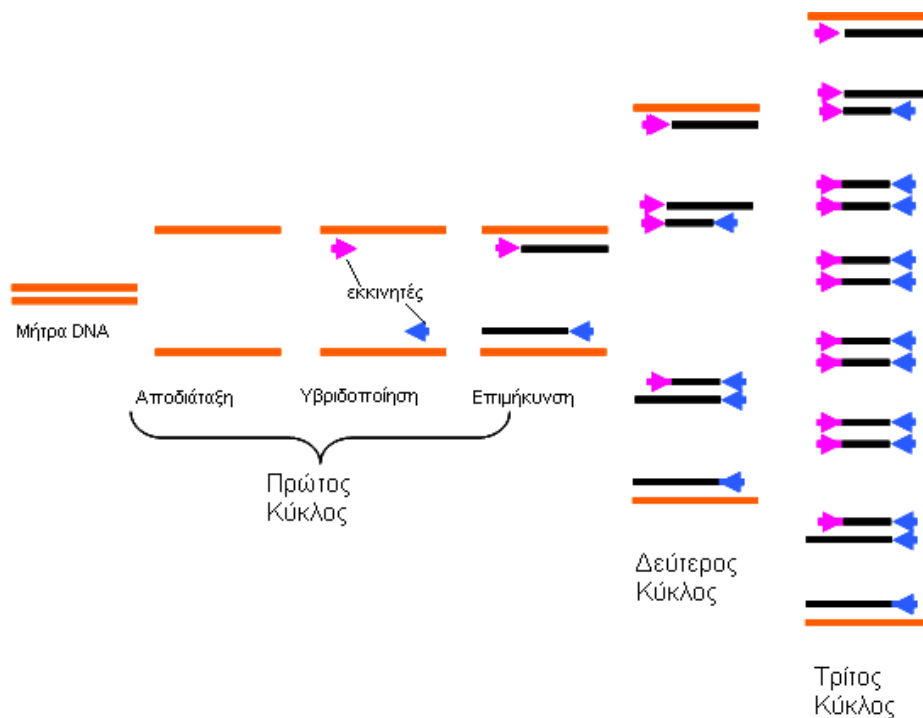 εκκινητές
Μήτρα DNA
Αποδιάταξη
Υβριδοποίηση
Επιμήκυνση
Πρώτος
Κύκλος
Δεύτερος
Κύκλος
Τρίτος
Κύκλος